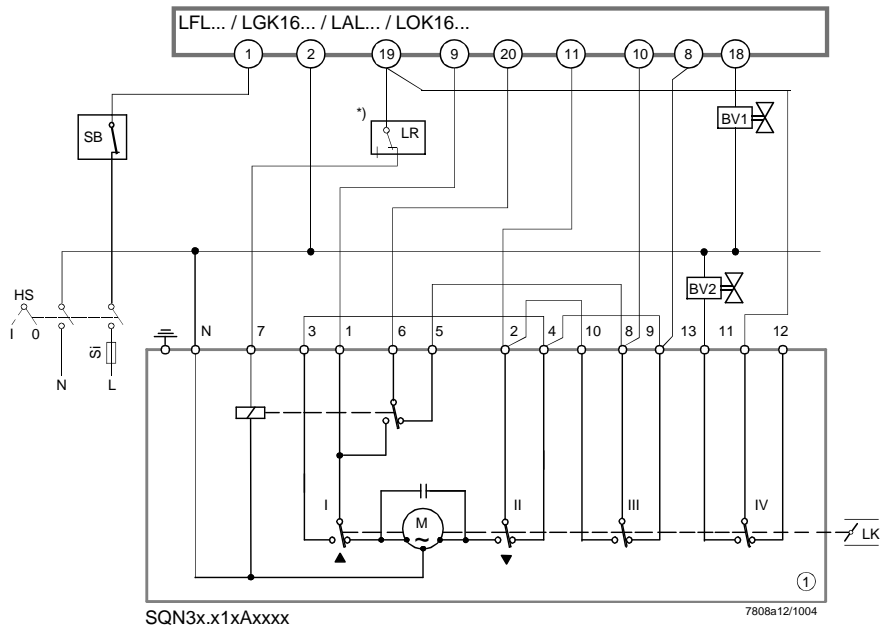 LFL... / LGK16... / LAL... / LOK16...
1 2 19 9 20 11 10 8 18
*)
SB LR BV1
BV2
HS
I 0 Si
N L
N 7 3 1 6 5 2 4 10 8 9 13 11 12
I II III IV
M
~
LK
1
SQN3x.x1xAxxxx
7808a12/1004